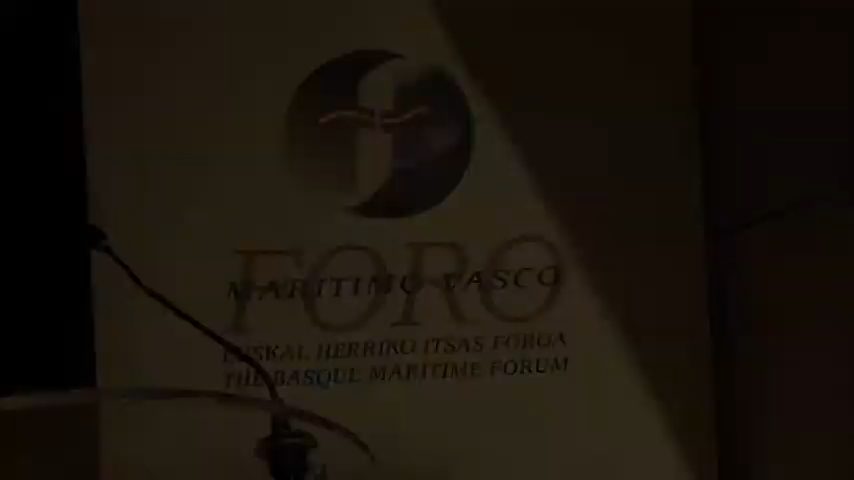 FORO
MARITIMO VASCO
EUSKAL HERRIKO ITSAS FOROA
THE BASQUE MARITIME FORUM